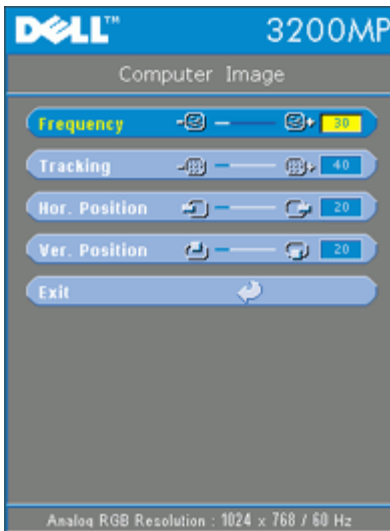 DELL™ 3200MP
Computer Image
Frequency 30
Tracking 40
Hor. Position 20
Ver. Position 20
Exit
Analog RGB Resolution : 1024 x 768 / 60 Hz